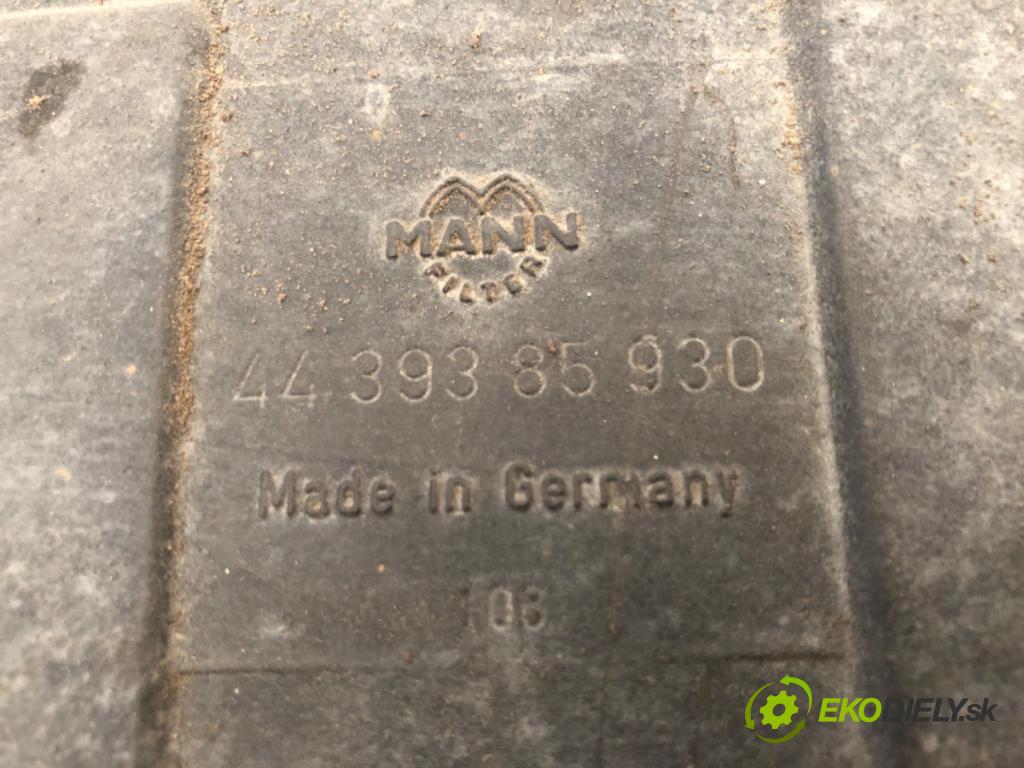 MANN
FILTER
44 393 85 930
Made in Germany
108
EKODIELY.sk